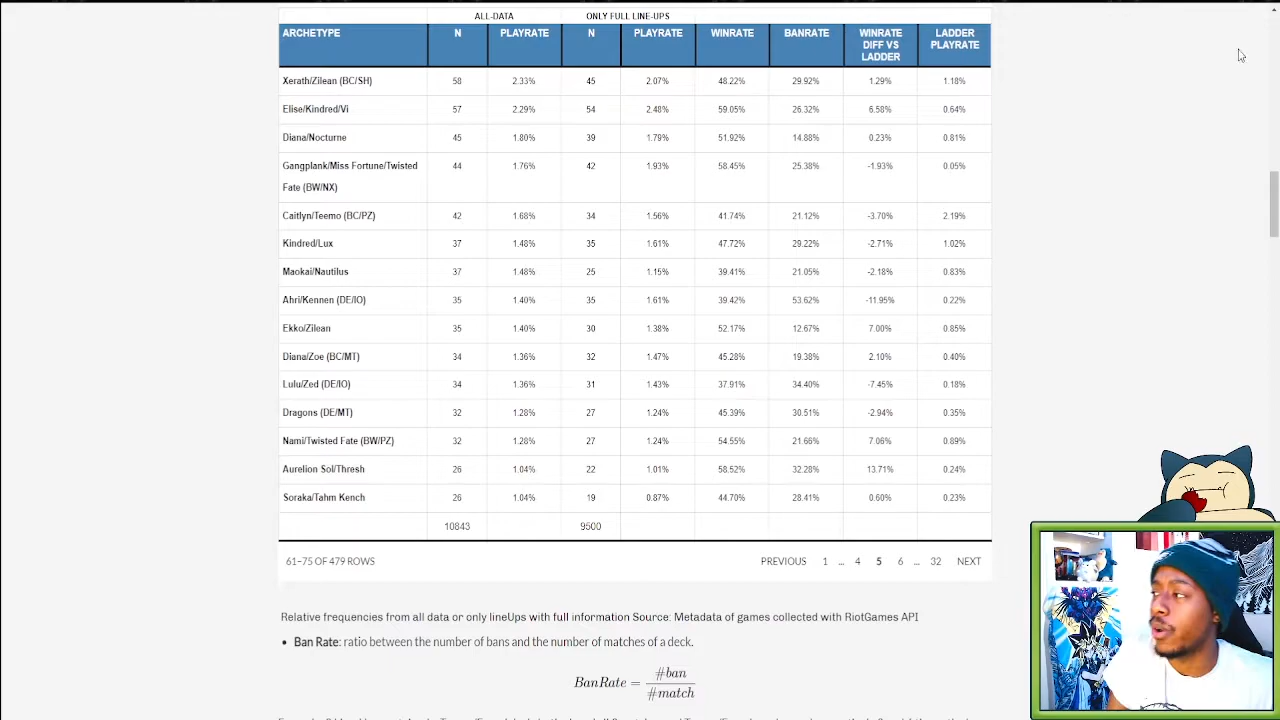 ALL-DATA ONLY FULL LINE-UPS
ARCHETYPE N PLAYRATE N PLAYRATE WINRATE BANRATE WINRATE DIFF VS LADDER LADDER PLAYRATE
Xerath/Zilean (BC/SH) 58 2.33% 45 2.07% 48.22% 29.92% 1.29% 1.18%
Elise/Kindred/Vi 57 2.29% 54 2.48% 59.05% 26.32% 6.58% 0.64%
Diana/Nocturne 45 1.80% 39 1.79% 51.92% 14.88% 0.23% 0.81%
Gangplank/Miss Fortune/Twisted 44 1.76% 42 1.93% 58.45% 25.38% -1.93% 0.05%
Fate (BW/NX)
Caitlyn/Teemo (BC/PZ) 42 1.68% 34 1.56% 41.74% 21.12% -3.70% 2.19%
Kindred/Lux 37 1.48% 35 1.61% 47.72% 29.22% -2.71% 1.02%
Maokai/Nautilus 37 1.48% 25 1.15% 39.41% 21.05% -2.18% 0.83%
Ahri/Kennen (DE/IO) 35 1.40% 35 1.61% 39.42% 53.62% -11.95% 0.22%
Ekko/Zilean 35 1.40% 30 1.38% 52.17% 12.67% 7.00% 0.85%
Diana/Zoe (BC/MT) 34 1.36% 32 1.47% 45.28% 19.38% 2.10% 0.40%
Lulu/Zed (DE/IO) 34 1.36% 31 1.43% 37.91% 34.40% -7.45% 0.18%
Dragons (DE/MT) 32 1.28% 27 1.24% 45.39% 30.51% -2.94% 0.35%
Nami/Twisted Fate (BW/PZ) 32 1.28% 27 1.24% 54.55% 21.66% 7.06% 0.89%
Aurelion Sol/Thresh 26 1.04% 22 1.01% 58.52% 32.28% 13.71% 0.24%
Soraka/Tahm Kench 26 1.04% 19 0.87% 44.70% 28.41% 0.60% 0.23%
10843 9500
61–75 OF 479 ROWS PREVIOUS 1 ... 4 5 6 ... 32 NEXT
Relative frequencies from all data or only lineUps with full information Source: Metadata of games collected with RiotGames API
• Ban Rate: ratio between the number of bans and the number of matches of a deck.
BanRate = #ban / #match